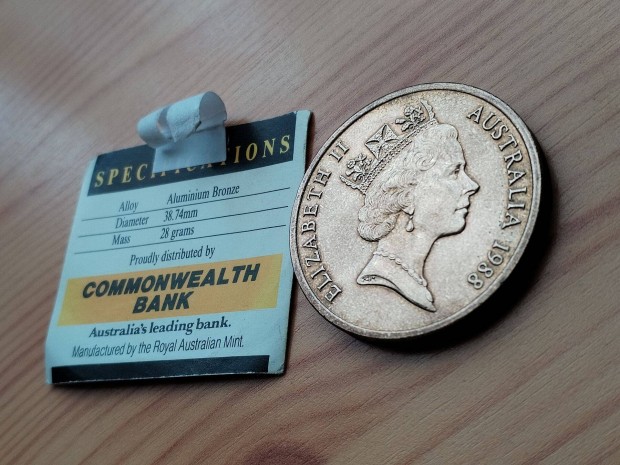 SPECIFICATIONS
Alloy Aluminium Bronze
Diameter 38.74mm
Mass 28 grams
Proudly distributed by
COMMONWEALTH
BANK
Australia's leading bank.
Manufactured by the Royal Australian Mint.
ELIZABETH II
AUSTRALIA 1988